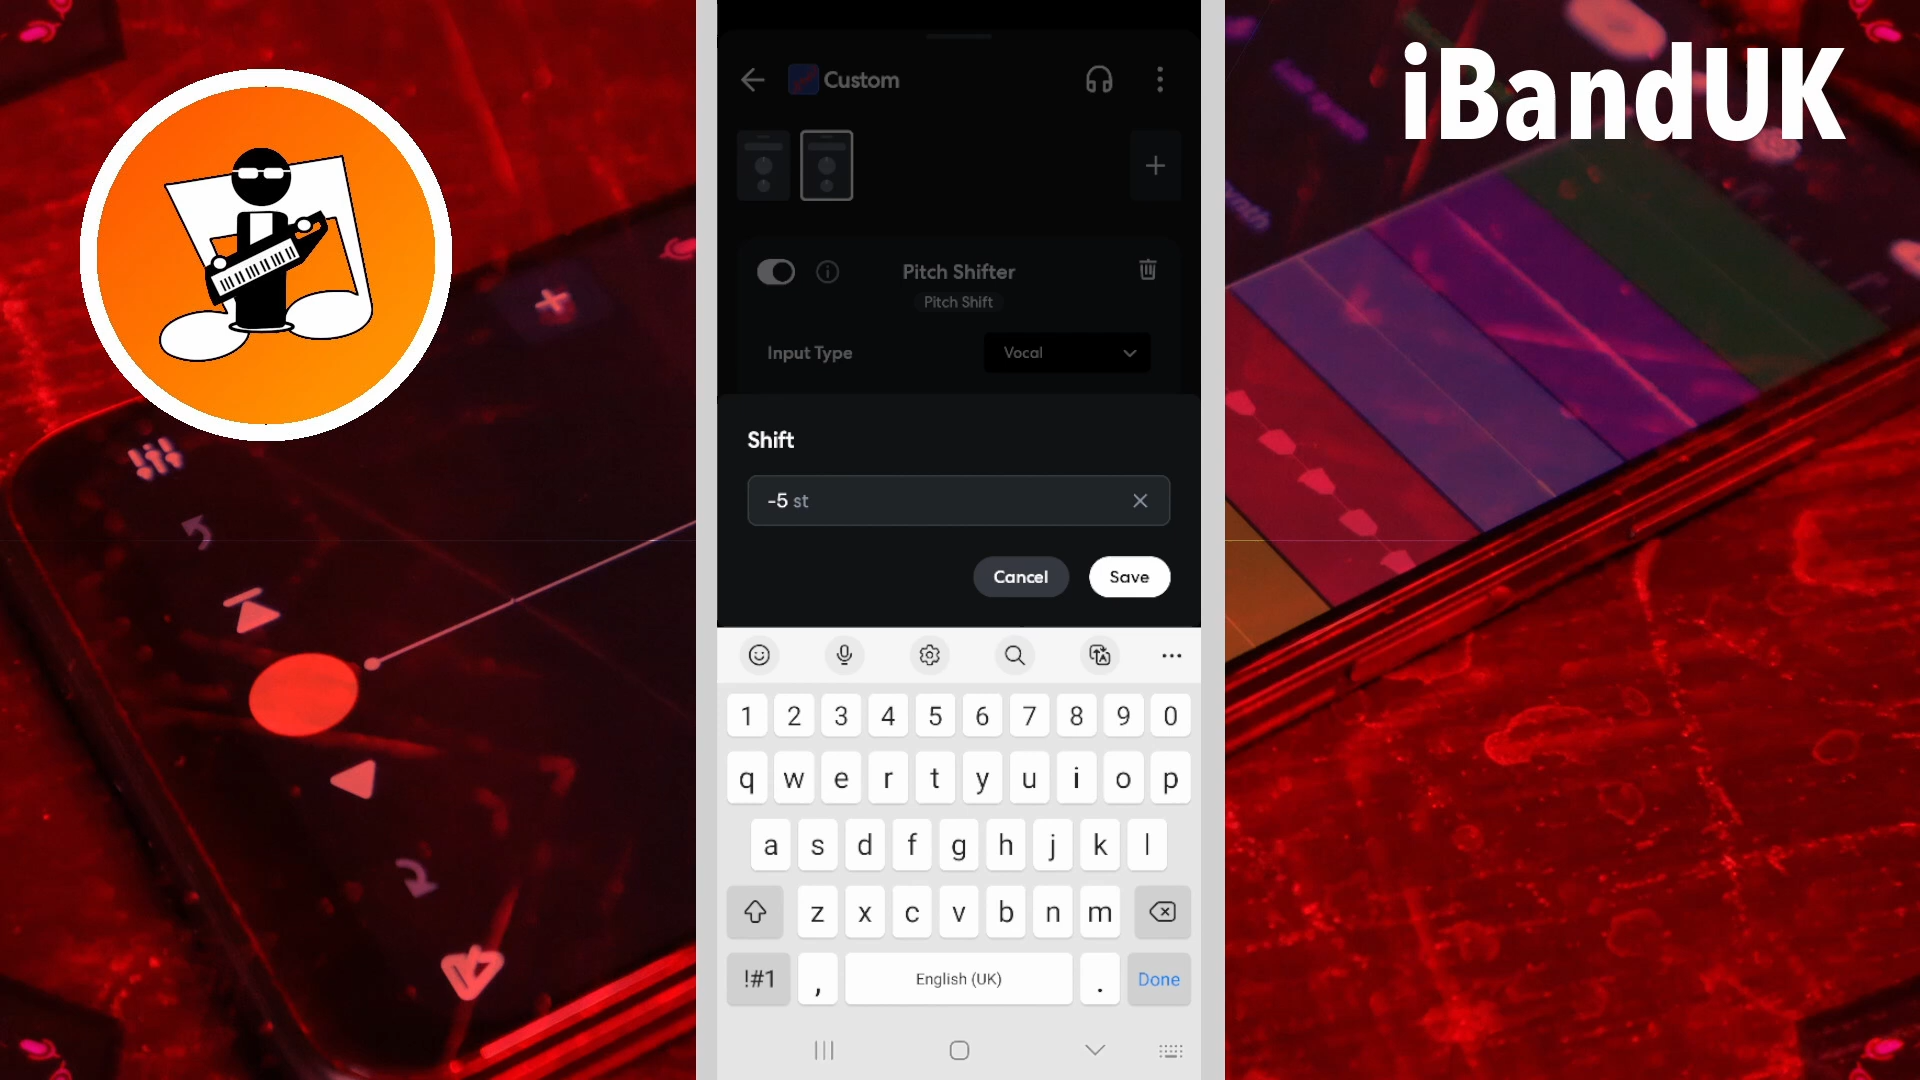 iBandUK
Custom
Pitch Shifter
Pitch Shift
Input Type
Vocal
Shift
-5 st
Cancel
Save
1 2 3 4 5 6 7 8 9 0
q w e r t y u i o p
a s d f g h j k l
z x c v b n m
!#1 , English (UK) . Done